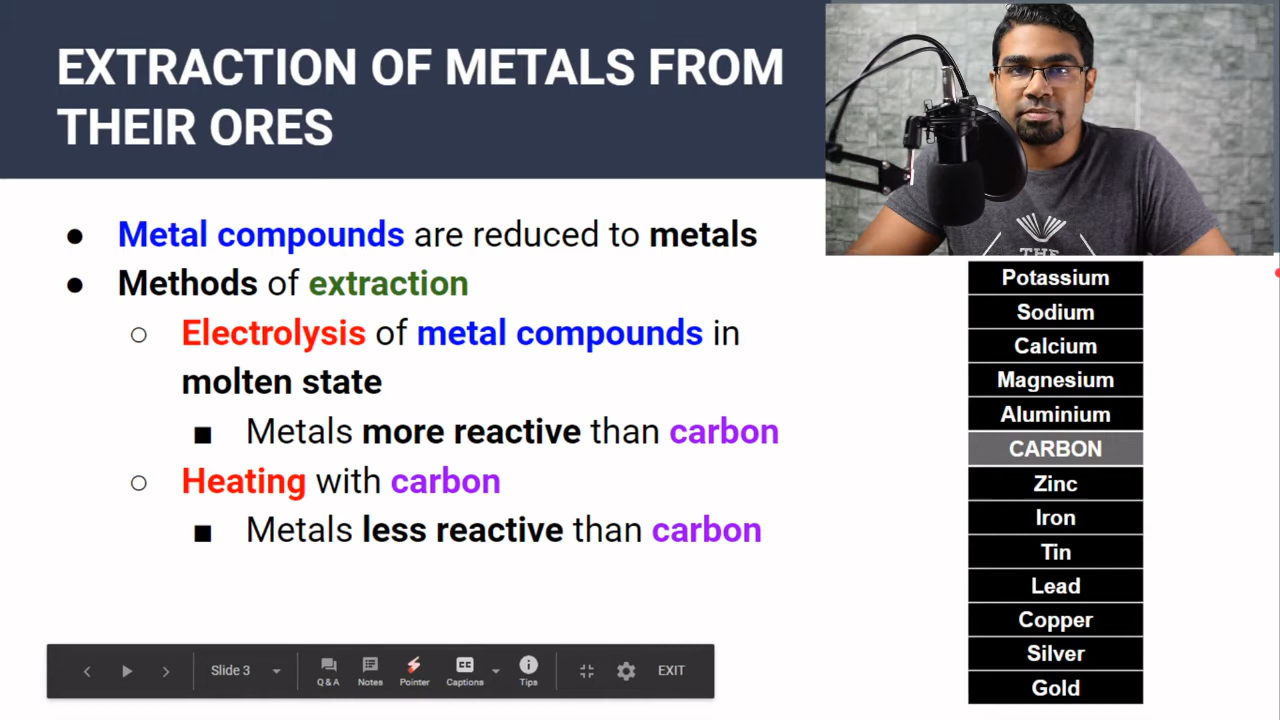 EXTRACTION OF METALS FROM
THEIR ORES
● Metal compounds are reduced to metals
● Methods of extraction
○ Electrolysis of metal compounds in
molten state
■ Metals more reactive than carbon
○ Heating with carbon
■ Metals less reactive than carbon
THE
Potassium
Sodium
Calcium
Magnesium
Aluminium
CARBON
Zinc
Iron
Tin
Lead
Copper
Silver
Gold
Slide 3
Q & A
Notes
Pointer
CC
Captions
Tips
EXIT